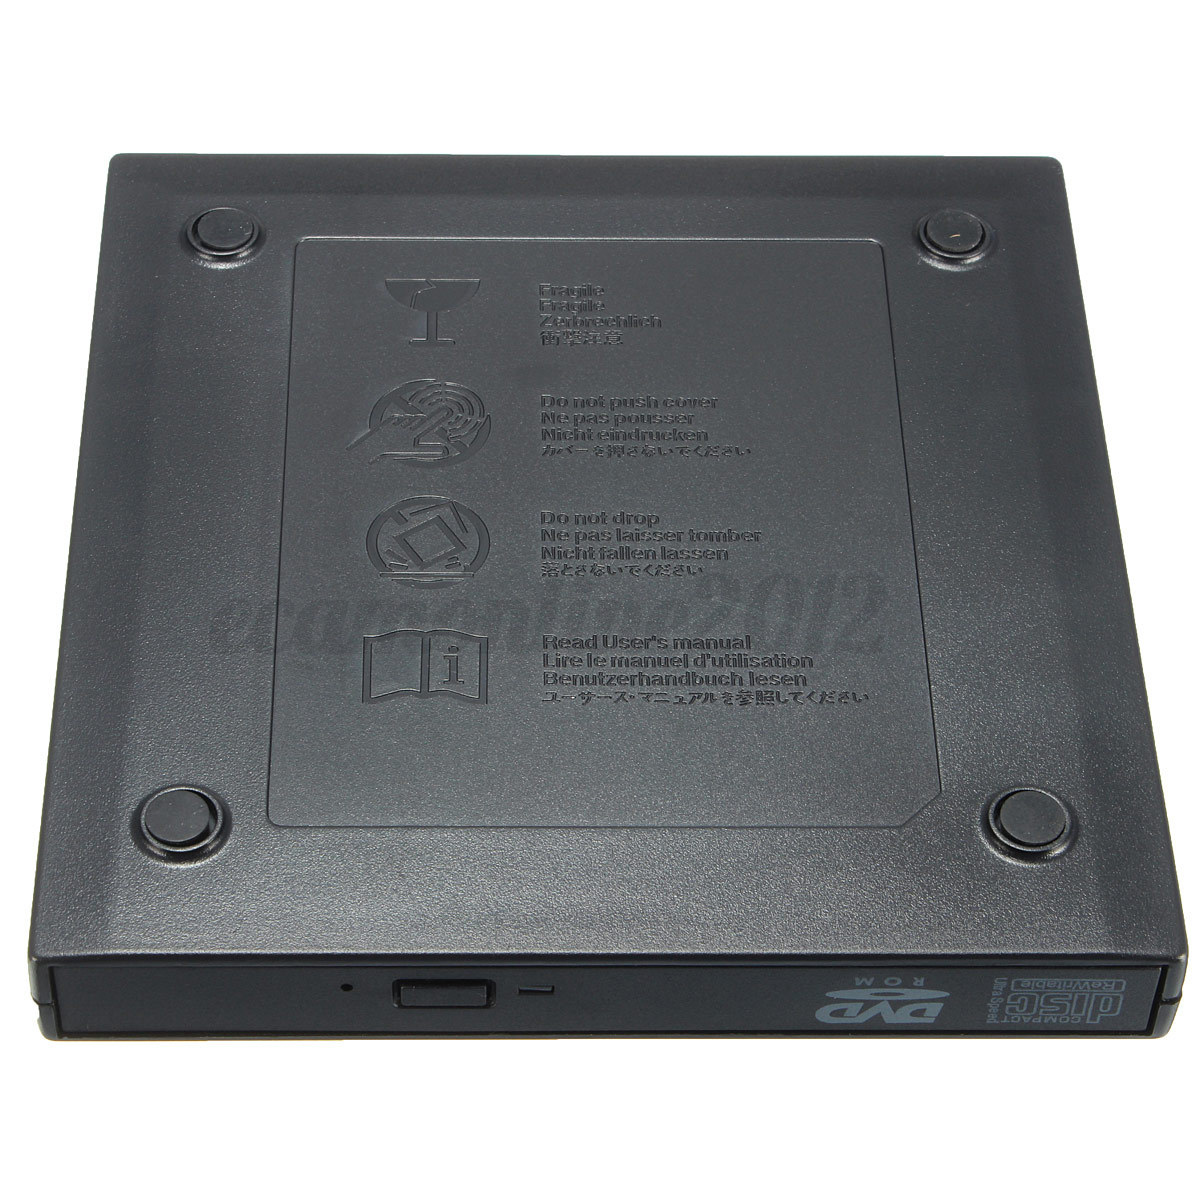 Fragile
Fragile
Zerbrechlich
衝撃注意
Do not push cover
Ne pas pousser
Nicht eindrucken
カバーを押さないでください
Do not drop
Ne pas laisser tomber
Nicht fallen lassen
落とさないでください
Read User's manual
Lire le manuel d'utilisation
Benutzerhandbuch lesen
ユーザーズ・マニュアルを参照してください
DVD
ROM
COMPACT
disc
ReWritable
Ultra Speed